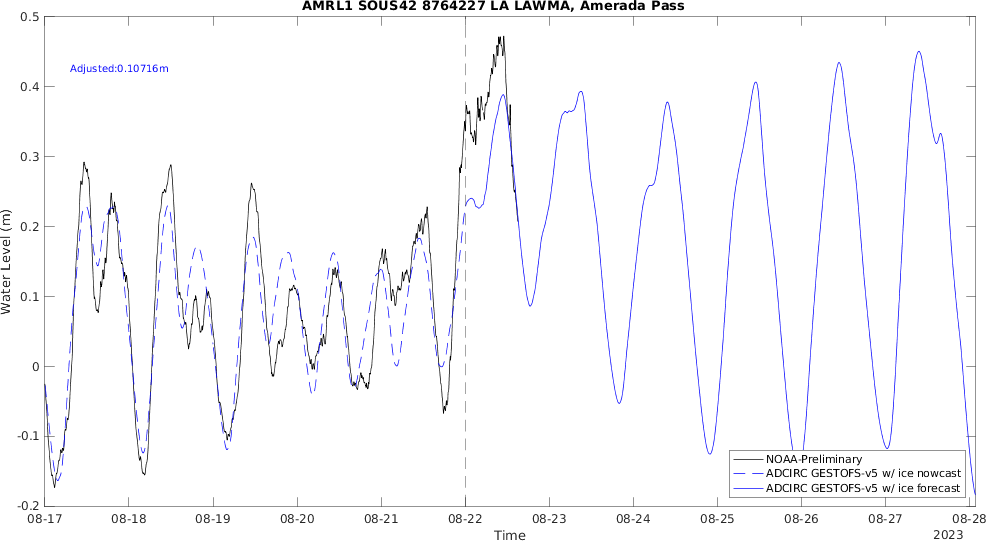 AMRL1 SOUS42 8764227 LA LAWMA, Amerada Pass
Adjusted:0.10716m
Water Level (m)
0.5
0.4
0.3
0.2
0.1
0
-0.1
-0.2
NOAA-Preliminary
ADCIRC GESTOFS-v5 w/ ice nowcast
ADCIRC GESTOFS-v5 w/ ice forecast
08-17 08-18 08-19 08-20 08-21 08-22 08-23 08-24 08-25 08-26 08-27 08-28
Time
2023